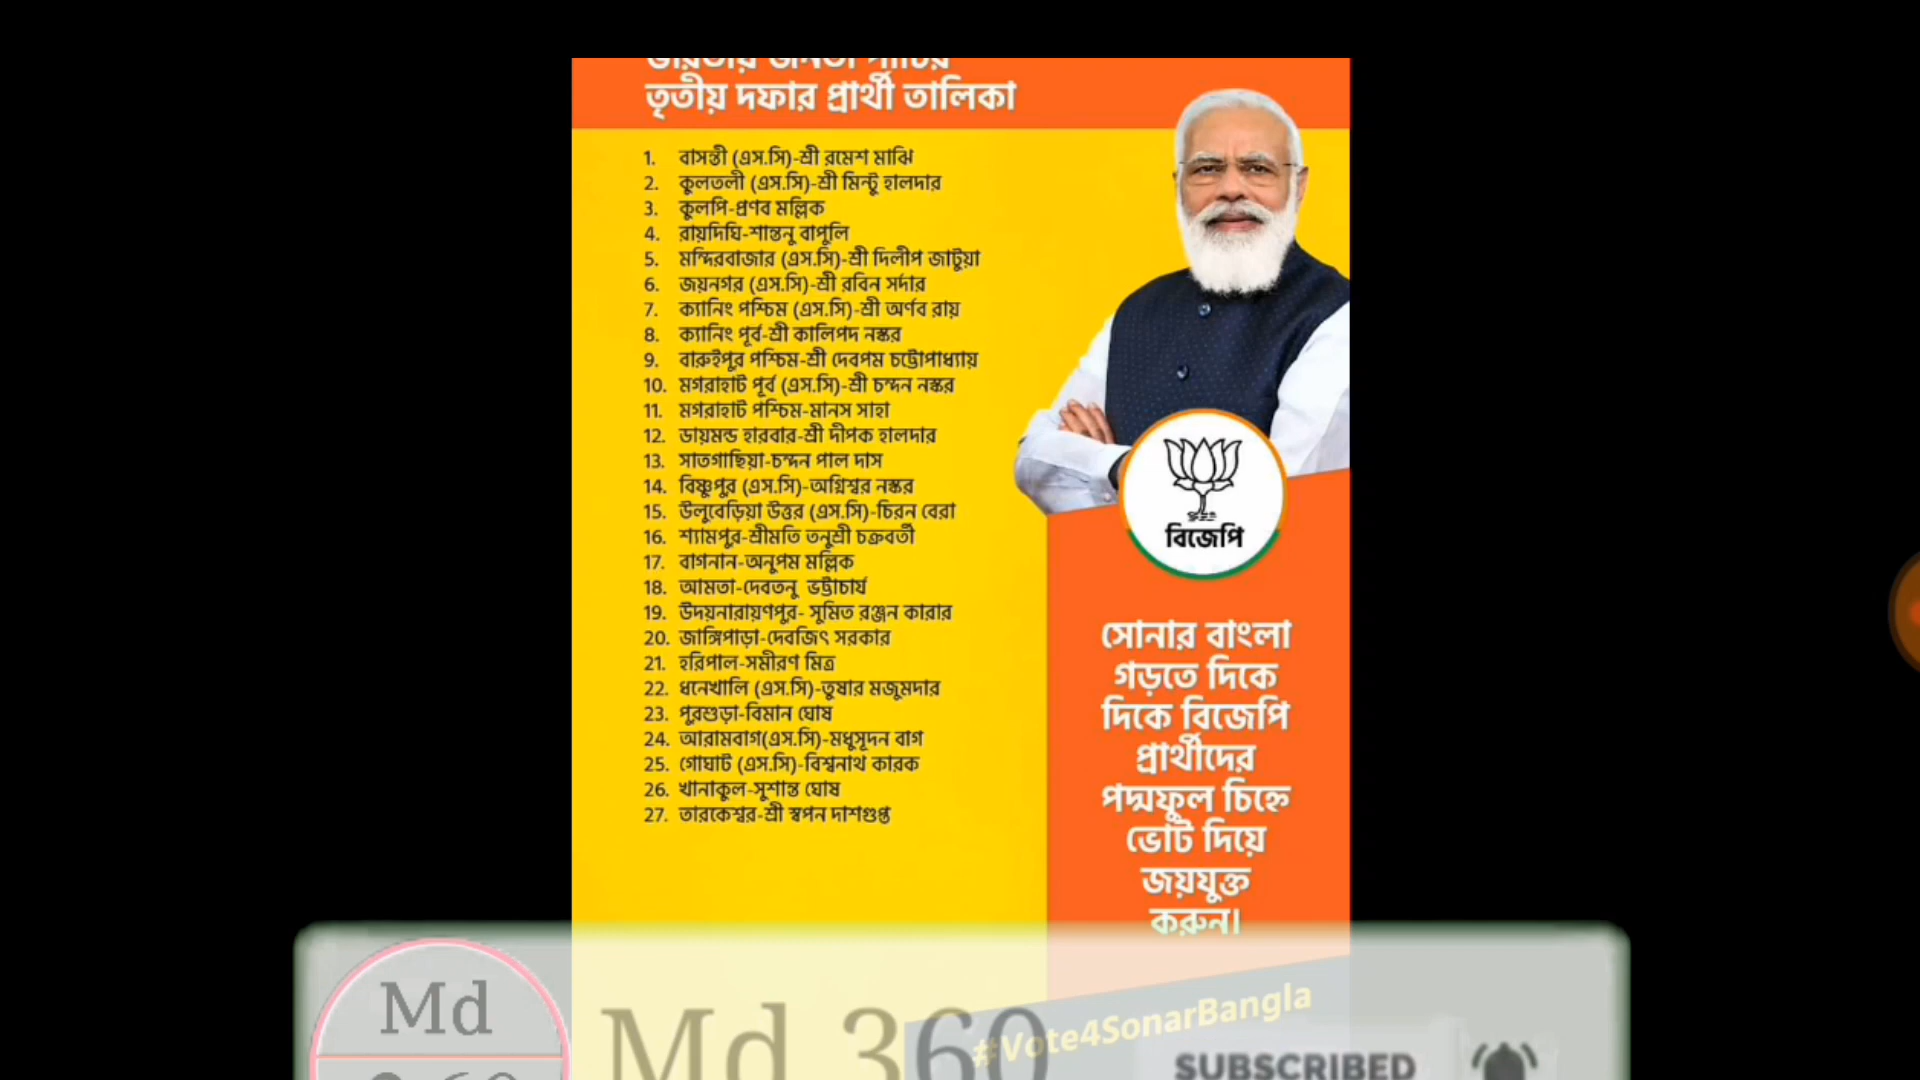 ভারতীয় জনতা পার্টির
তৃতীয় দফার প্রার্থী তালিকা
1. বাসন্তী (এস.সি)-শ্রী রমেশ মাঝি
2. কুলতলী (এস.সি)-শ্রী মিন্টু হালদার
3. কুলপি-প্রণব মল্লিক
4. রায়দিঘি-শান্তনু বাপুলি
5. মন্দিরবাজার (এস.সি)-শ্রী দিলীপ জাটুয়া
6. জয়নগর (এস.সি)-শ্রী রবিন সর্দার
7. ক্যানিং পশ্চিম (এস.সি)-শ্রী অর্ণব রায়
8. ক্যানিং পূর্ব-শ্রী কালিপদ নস্কর
9. বারুইপুর পশ্চিম-শ্রী দেবপম চট্টোপাধ্যায়
10. মগরাহাট পূর্ব (এস.সি)-শ্রী চন্দন নস্কর
11. মগরাহাট পশ্চিম-মানস সাহা
12. ডায়মন্ড হারবার-শ্রী দীপক হালদার
13. সাতগাছিয়া-চন্দন পাল দাস
14. বিষ্ণুপুর (এস.সি)-অগ্নিশ্বর নস্কর
15. উলুবেড়িয়া উত্তর (এস.সি)-চিরন বেরা
16. শ্যামপুর-শ্রীমতি তনুশ্রী চক্রবর্তী
17. বাগনান-অনুপম মল্লিক
18. আমতা-দেবতনু ভট্টাচার্য
19. উদয়নারায়ণপুর- সুমিত রঞ্জন কারার
20. জাঙ্গিপাড়া-দেবজিৎ সরকার
21. হরিপাল-সমীরণ মিত্র
22. ধনেখালি (এস.সি)-তুষার মজুমদার
23. পুরশুড়া-বিমান ঘোষ
24. আরামবাগ(এস.সি)-মধুসূদন বাগ
25. গোঘাট (এস.সি)-বিশ্বনাথ কারক
26. খানাকুল-সুশান্ত ঘোষ
27. তারকেশ্বর-শ্রী স্বপন দাশগুপ্ত
বিজেপি
সোনার বাংলা
গড়তে দিকে
দিকে বিজেপি
প্রার্থীদের
পদ্মফুল চিহ্নে
ভোট দিয়ে
জয়যুক্ত
করুন।
#Vote4SonarBangla
Md
Md 360
SUBSCRIBED